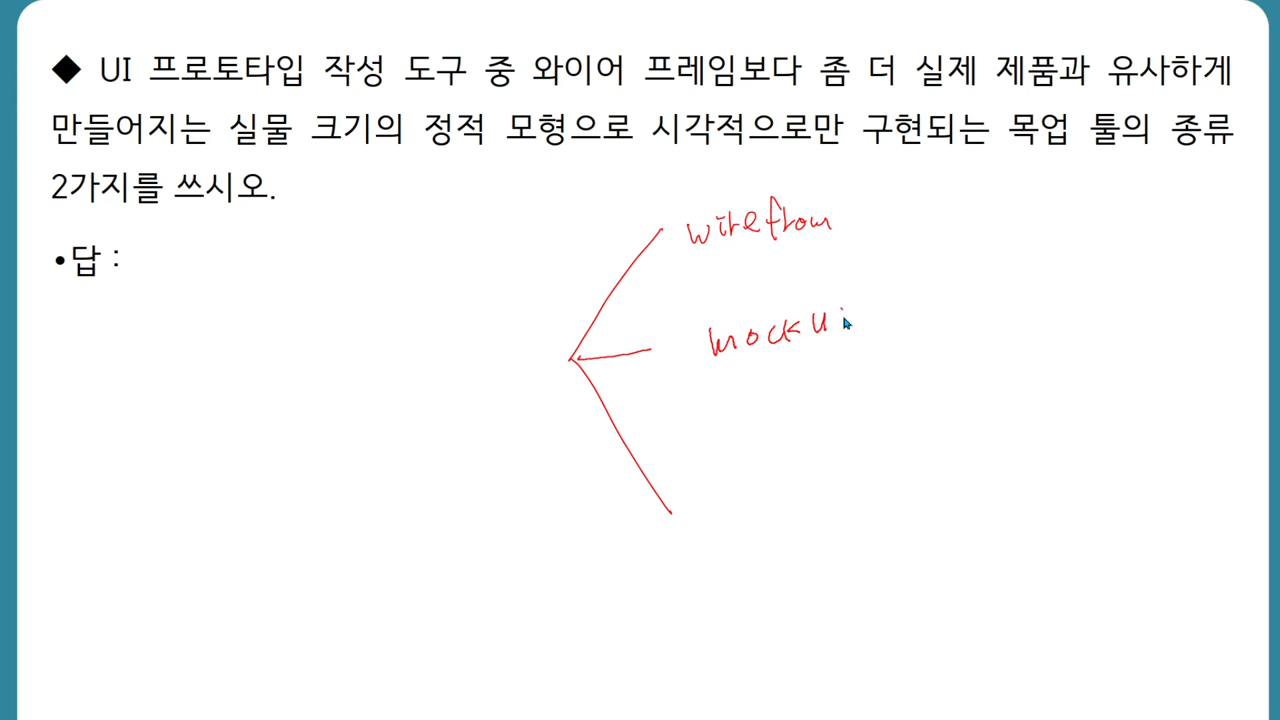 ◆ UI 프로토타입 작성 도구 중 와이어 프레임보다 좀 더 실제 제품과 유사하게
만들어지는 실물 크기의 정적 모형으로 시각적으로만 구현되는 목업 툴의 종류
2가지를 쓰시오.
•답 :
mocku